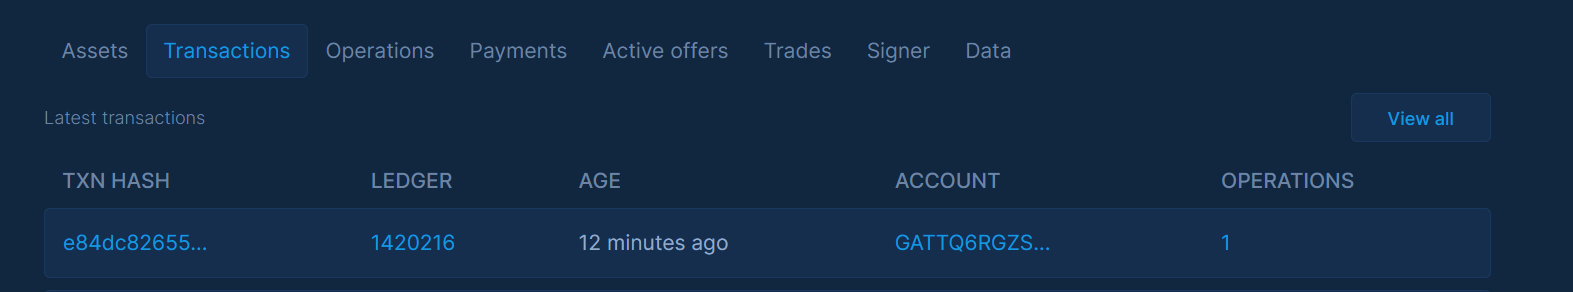 Assets Transactions Operations Payments Active offers Trades Signer Data
Latest transactions View all
TXN HASH LEDGER AGE ACCOUNT OPERATIONS
e84dc82655... 1420216 12 minutes ago GATTQ6RGZS... 1